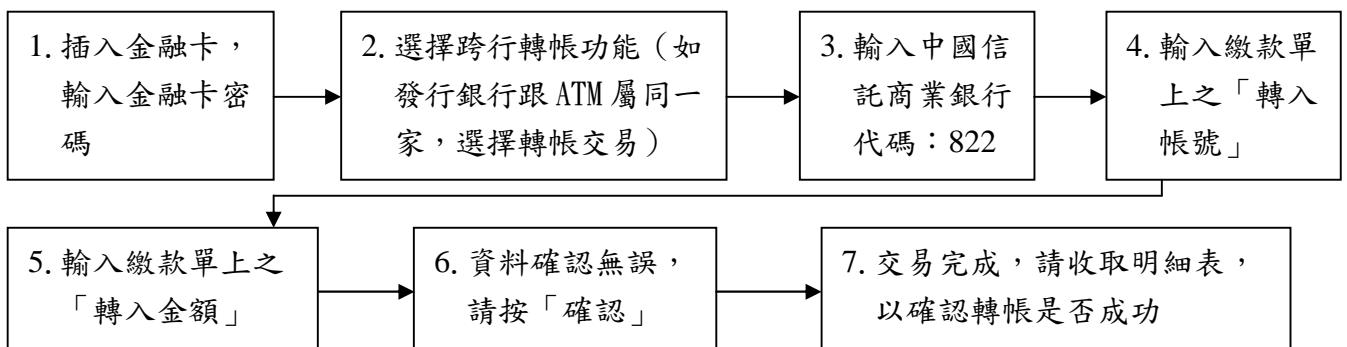 1. 插入金融卡，
輸入金融卡密
碼
2. 選擇跨行轉帳功能（如
發行銀行跟 ATM 屬同一
家，選擇轉帳交易）
3. 輸入中國信
託商業銀行
代碼：822
4. 輸入繳款單
上之「轉入
帳號」
5. 輸入繳款單上之
「轉入金額」
6. 資料確認無誤，
請按「確認」
7. 交易完成，請收取明細表，
以確認轉帳是否成功